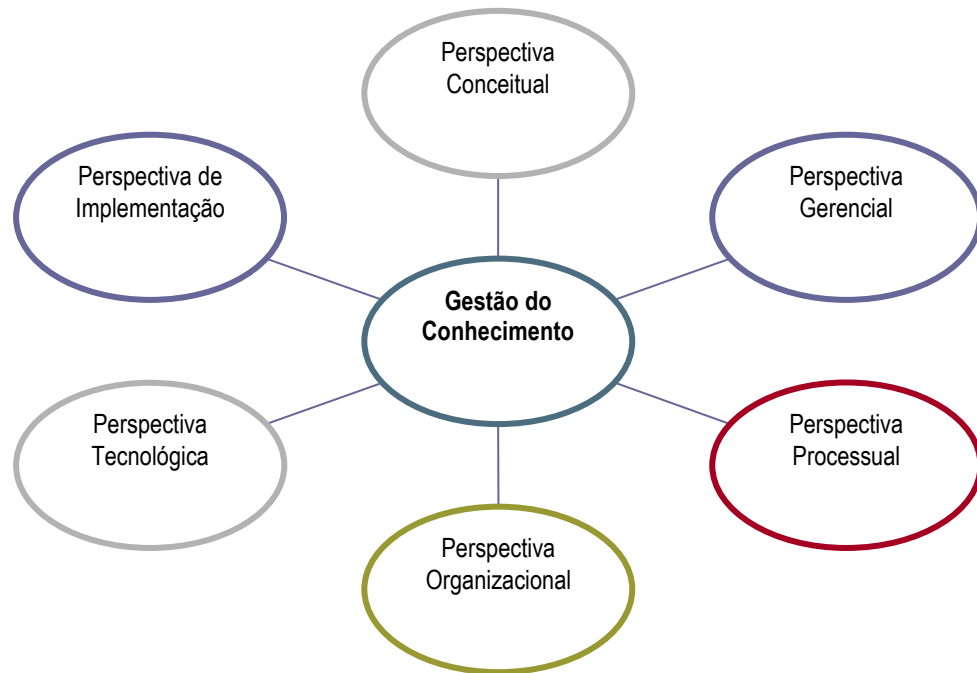 Perspectiva
Conceitual
Perspectiva de
Implementação
Perspectiva
Gerencial
Gestão do
Conhecimento
Perspectiva
Tecnológica
Perspectiva
Processual
Perspectiva
Organizacional